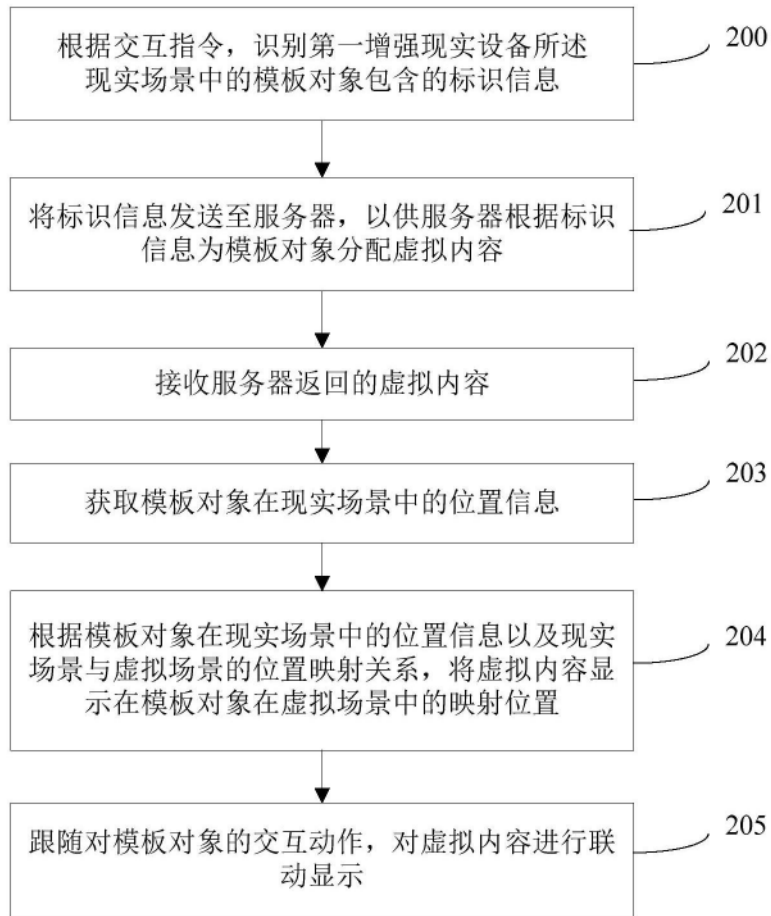 根据交互指令，识别第一增强现实设备所述
现实场景中的模板对象包含的标识信息
200
将标识信息发送至服务器，以供服务器根据标识
信息为模板对象分配虚拟内容
201
接收服务器返回的虚拟内容
202
获取模板对象在现实场景中的位置信息
203
根据模板对象在现实场景中的位置信息以及现实
场景与虚拟场景的位置映射关系，将虚拟内容显
示在模板对象在虚拟场景中的映射位置
204
跟随对模板对象的交互动作，对虚拟内容进行联
动显示
205